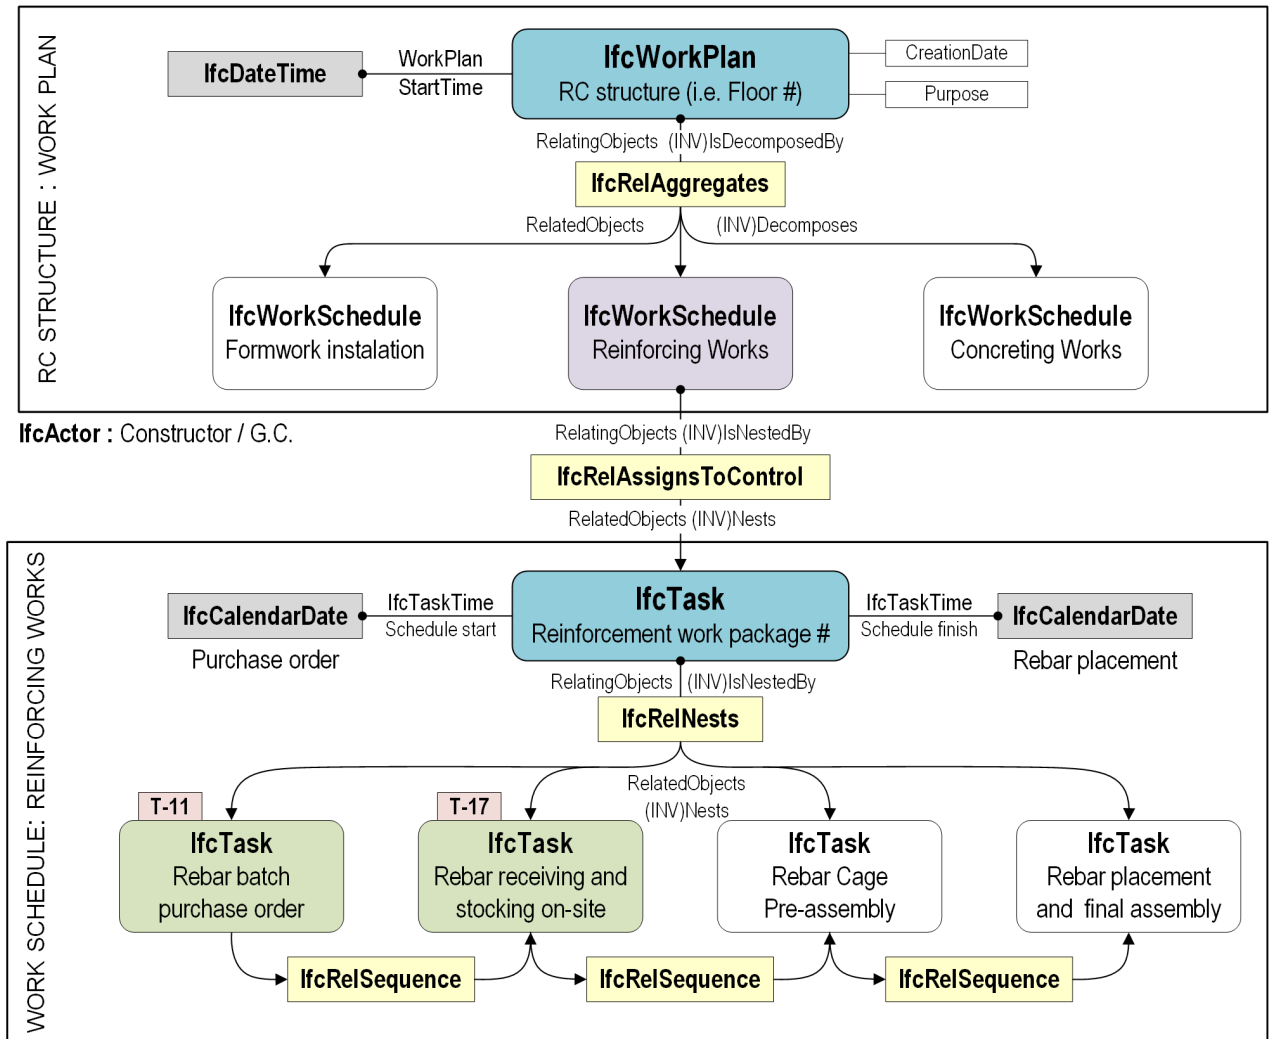 RC STRUCTURE : WORK PLAN
IfcDateTime
WorkPlan
StartTime
IfcWorkPlan
RC structure (i.e. Floor #)
CreationDate
Purpose
RelatingObjects (INV)IsDecomposedBy
IfcRelAggregates
RelatedObjects (INV)Decomposes
IfcWorkSchedule
Formwork instalation
IfcWorkSchedule
Reinforcing Works
IfcWorkSchedule
Concreting Works
IfcActor : Constructor / G.C.
RelatingObjects (INV)IsNestedBy
IfcRelAssignsToControl
RelatedObjects (INV)Nests
WORK SCHEDULE: REINFORCING WORKS
IfcCalendarDate
Purchase order
IfcTaskTime
Schedule start
IfcTask
Reinforcement work package #
IfcTaskTime
Schedule finish
IfcCalendarDate
Rebar placement
RelatingObjects (INV)IsNestedBy
IfcRelNests
RelatedObjects
(INV)Nests
T-11
IfcTask
Rebar batch
purchase order
T-17
IfcTask
Rebar receiving and
stocking on-site
IfcTask
Rebar Cage
Pre-assembly
IfcTask
Rebar placement
and final assembly
IfcRelSequence
IfcRelSequence
IfcRelSequence